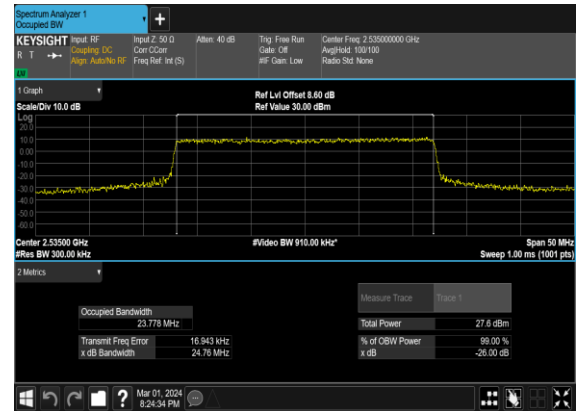 Spectrum Analyzer 1
Occupied BW
KEYSIGHT
R T
Input: RF
Coupling: DC
Align: Auto/No RF
Input Z: 50 Ω
Corr CCorr
Freq Ref: Int (S)
Atten: 40 dB
Trig: Free Run
Gate: Off
#IF Gain: Low
Center Freq: 2.535000000 GHz
Avg|Hold: 100/100
Radio Std: None
1 Graph
Scale/Div 10.0 dB
Ref Lvl Offset 8.60 dB
Ref Value 30.00 dBm
Log
20.0
10.0
0.00
-10.0
-20.0
-30.0
-40.0
-50.0
-60.0
Center 2.53500 GHz
#Video BW 910.00 kHz*
Span 50 MHz
#Res BW 300.00 kHz
Sweep 1.00 ms (1001 pts)
2 Metrics
Measure Trace
Trace 1
Occupied Bandwidth
23.778 MHz
Total Power
27.6 dBm
Transmit Freq Error
16.943 kHz
% of OBW Power
99.00 %
x dB Bandwidth
24.76 MHz
x dB
-26.00 dB
?
Mar 01, 2024
8:24:34 PM